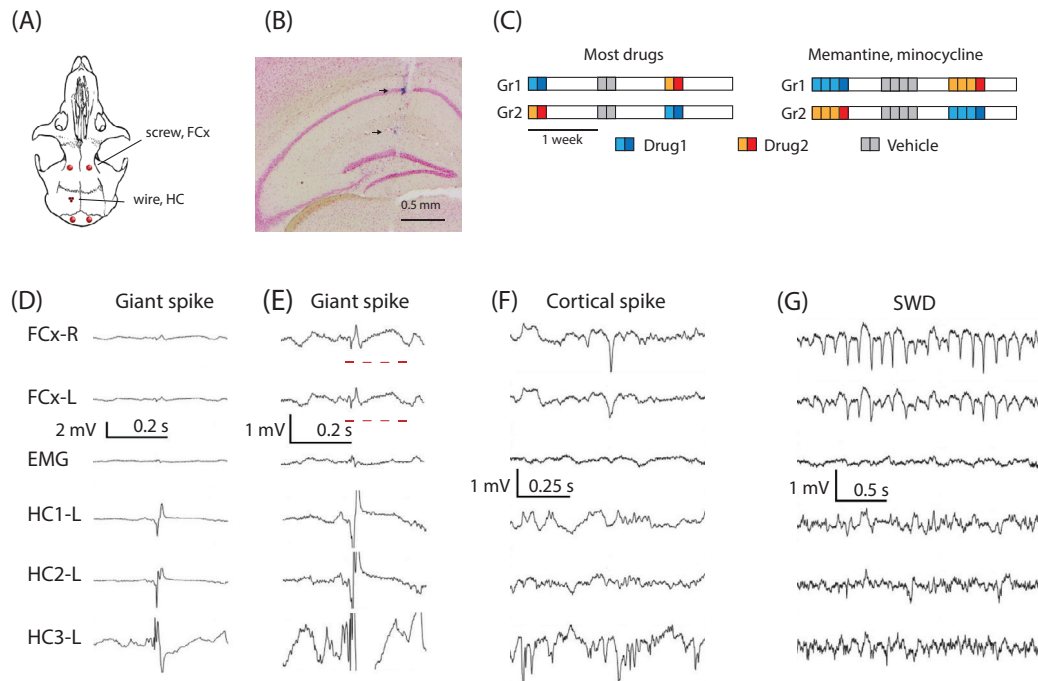 (A)
screw, FCx
wire, HC
(B)
0.5 mm
(C)
Most drugs
Memantine, minocycline
Gr1
Gr2
1 week
Drug1
Drug2
Vehicle
(D)
Giant spike
(E)
Giant spike
(F)
Cortical spike
(G)
SWD
FCx-R
FCx-L
2 mV
0.2 s
1 mV
0.2 s
EMG
1 mV
0.25 s
1 mV
0.5 s
HC1-L
HC2-L
HC3-L